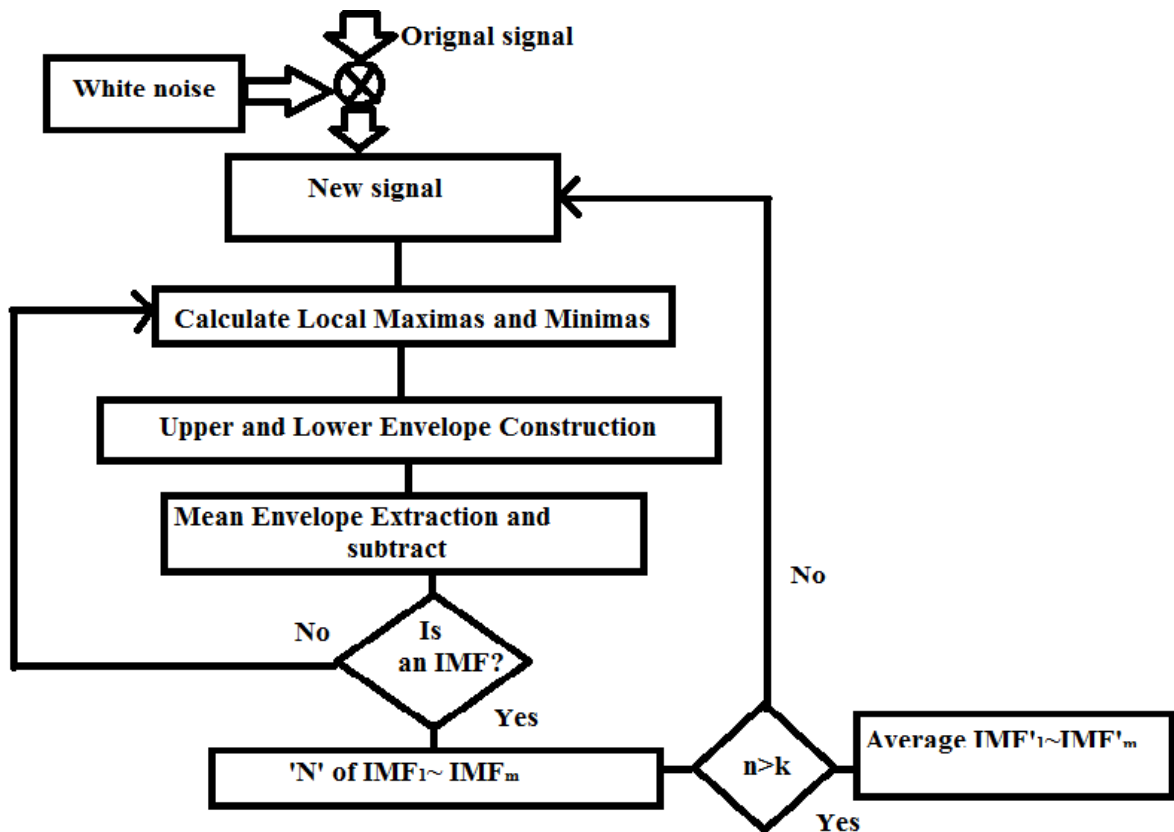 Orignal signal
White noise
New signal
Calculate Local Maximas and Minimas
Upper and Lower Envelope Construction
Mean Envelope Extraction and
subtract
No
Is
an IMF?
Yes
No
'N' of IMF₁~ IMFₘ
n>k
Average IMF'₁~IMF'ₘ
Yes